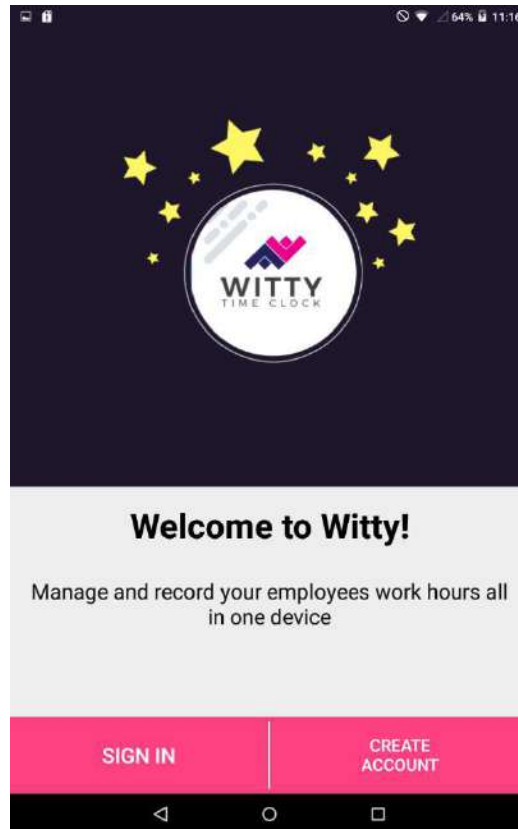 64% 11:16
WITTY
TIME CLOCK
Welcome to Witty!
Manage and record your employees work hours all
in one device
SIGN IN
CREATE
ACCOUNT